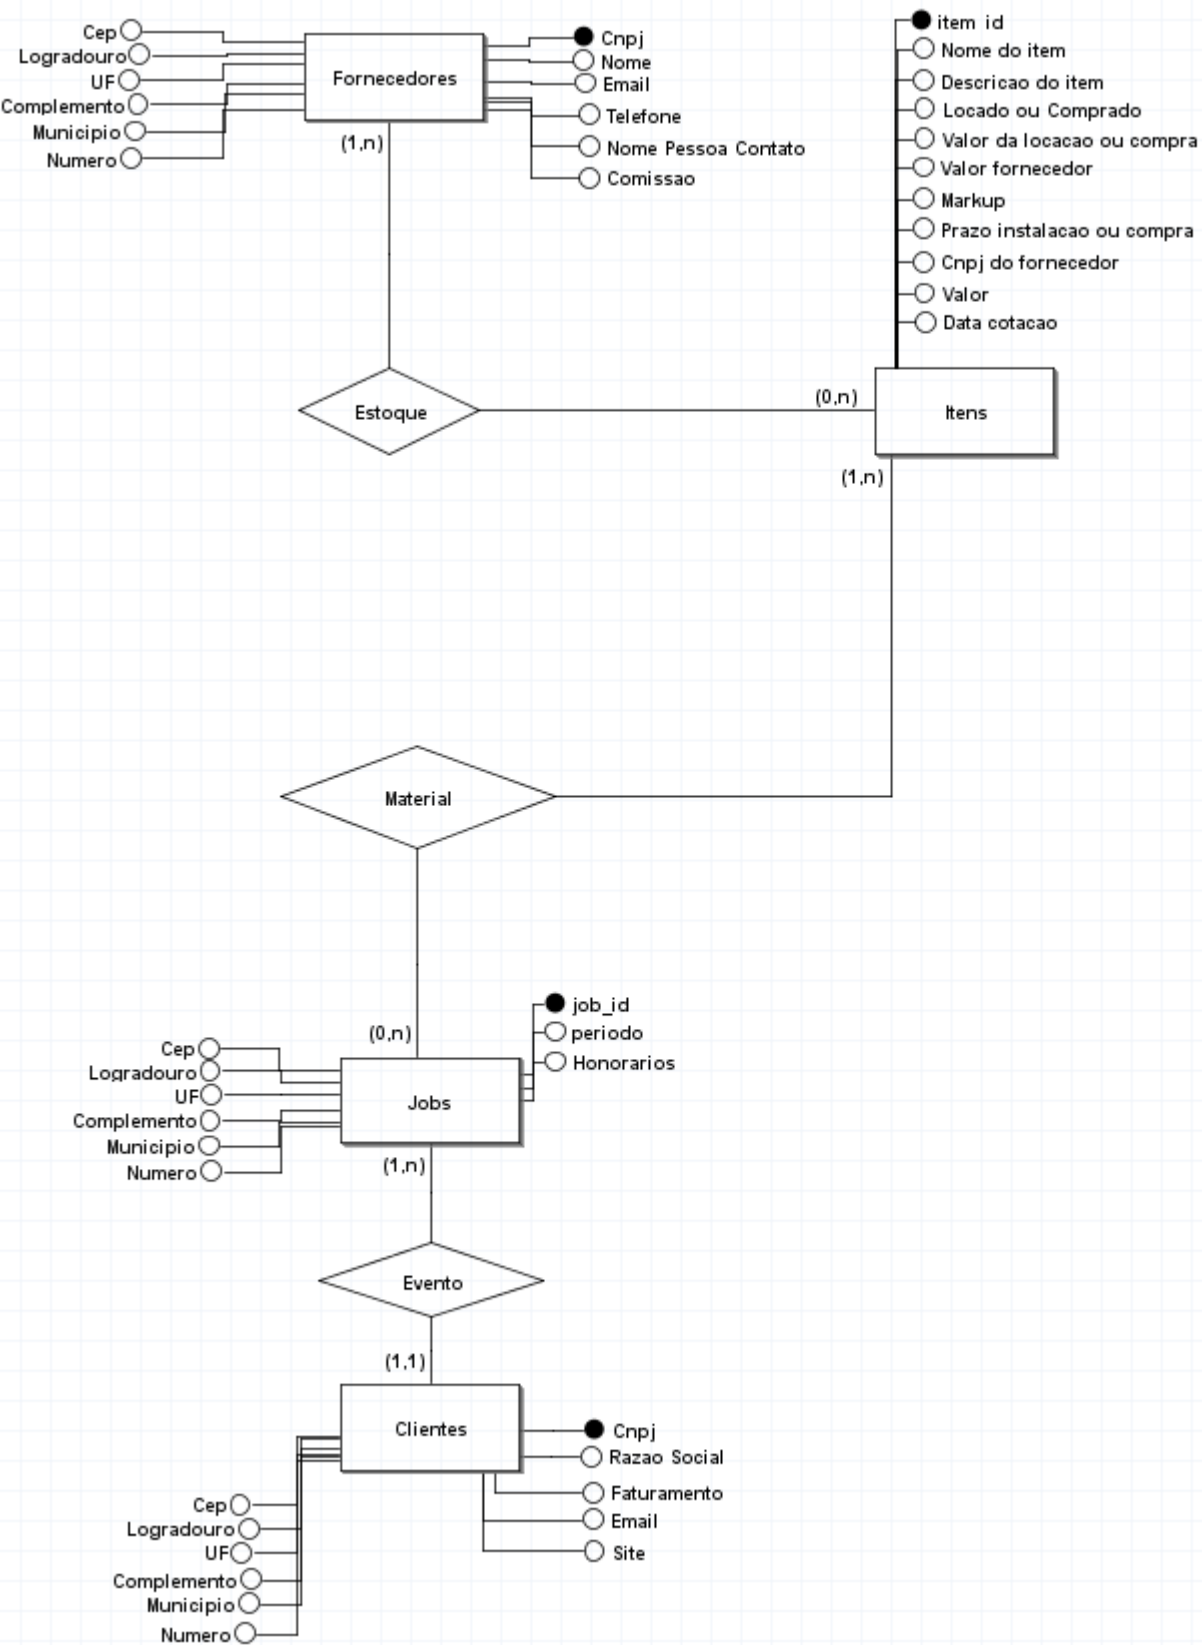 Cep
Logradouro
UF
Complemento
Municipio
Numero
Fornecedores
Cnpj
Nome
Email
Telefone
Nome Pessoa Contato
Comissao
(1,n)
item id
Nome do item
Descricao do item
Locado ou Comprado
Valor da locacao ou compra
Valor fornecedor
Markup
Prazo instalacao ou compra
Cnpj do fornecedor
Valor
Data cotacao
Estoque
(0,n)
Itens
(1,n)
Material
(0,n)
job_id
periodo
Honorarios
Cep
Logradouro
UF
Complemento
Municipio
Numero
Jobs
(1,n)
Evento
(1,1)
Clientes
Cnpj
Razao Social
Faturamento
Email
Site
Cep
Logradouro
UF
Complemento
Municipio
Numero